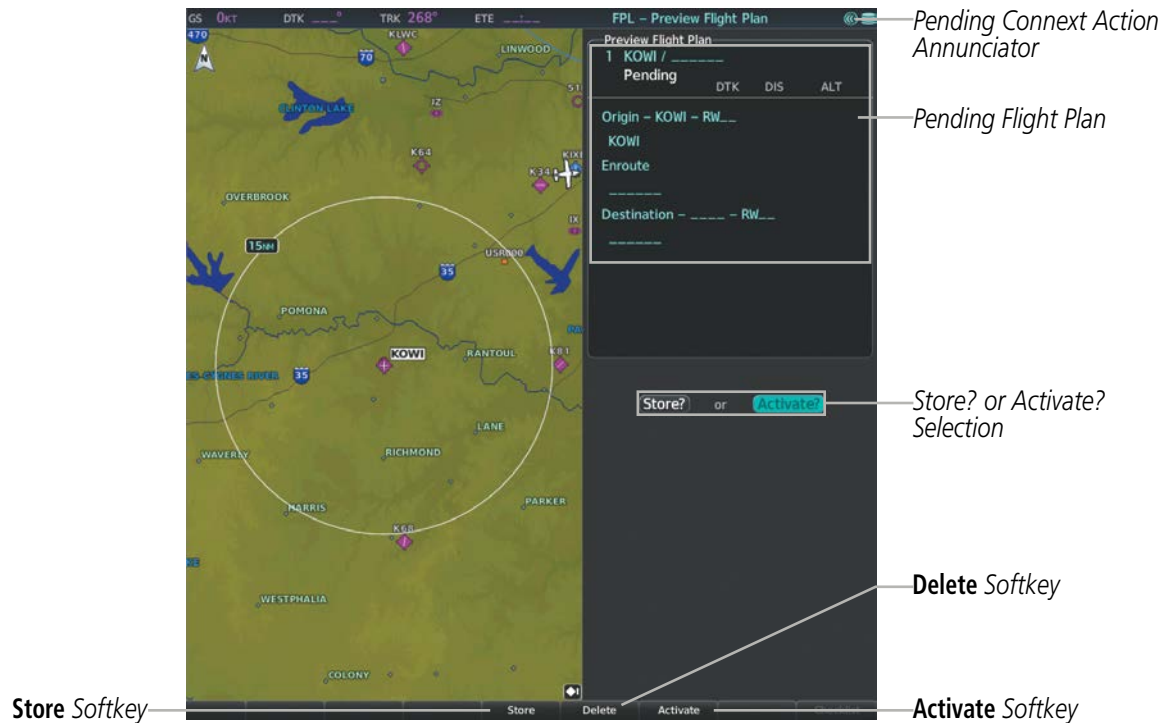 GS 0KT DTK ___° TRK 268° ETE __:__ FPL – Preview Flight Plan
470
N
KLWC
70
LINWOOD
CLINTON LAKE
IZ
K64
K34
OVERBROOK
IX
15NM
USR000
35
POMONA
KOWI
RANTOUL
K81
35
LANE
WAVERLY
RICHMOND
HARRIS
PARKER
K68
WESTPHALIA
COLONY
Preview Flight Plan
1 KOWI / ______
Pending
DTK DIS ALT
Origin – KOWI – RW__
KOWI
Enroute
______
Destination – ____ – RW__
______
Store? or Activate?
Store Delete Activate Checklist
Pending Connext Action
Annunciator
Pending Flight Plan
Store? or Activate?
Selection
Delete Softkey
Store Softkey
Activate Softkey